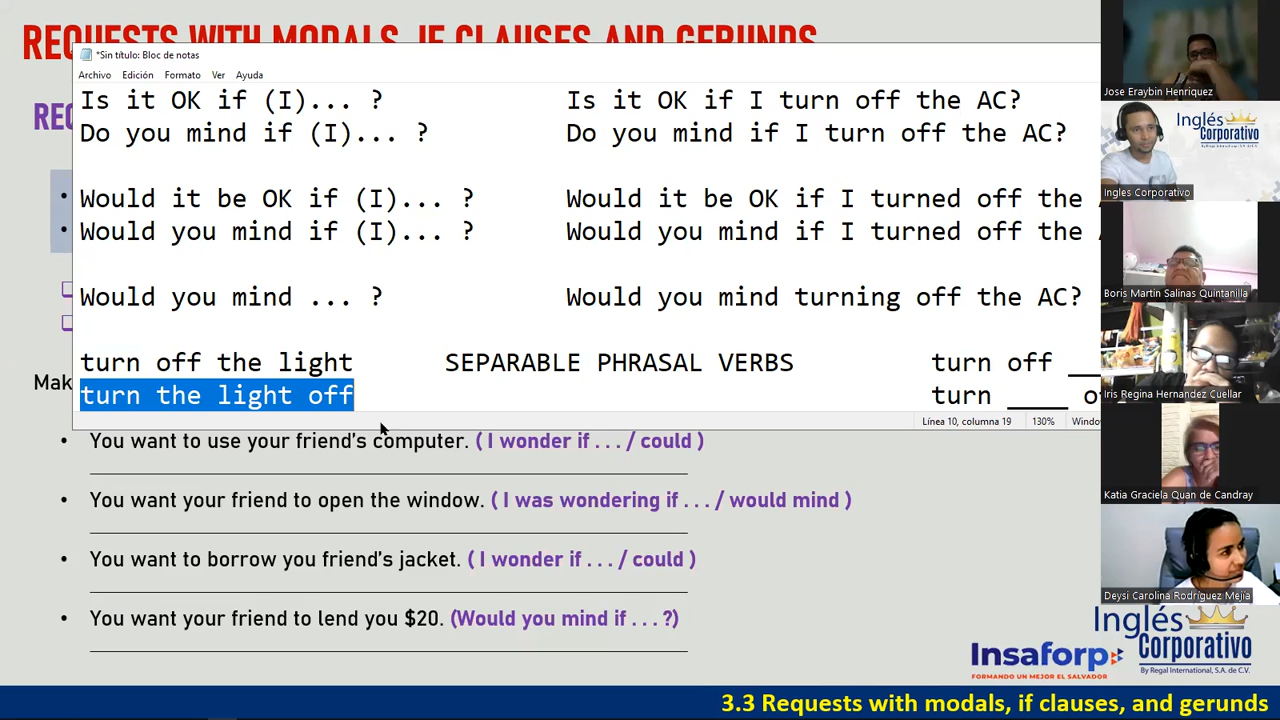 REQUESTS WITH MODALS, IF CLAUSES AND GERUNDS
*Sin título: Bloc de notas
Archivo Edición Formato Ver Ayuda
Is it OK if (I)... ? Is it OK if I turn off the AC?
Do you mind if (I)... ? Do you mind if I turn off the AC?
Would it be OK if (I)... ? Would it be OK if I turned off the
Would you mind if (I)... ? Would you mind if I turned off the
Would you mind ... ? Would you mind turning off the AC?
turn off the light SEPARABLE PHRASAL VERBS turn off __
turn the light off turn ____ o
Línea 10, columna 19 130% Windo
• You want to use your friend's computer. ( I wonder if . . . / could )
• You want your friend to open the window. ( I was wondering if . . . / would mind )
• You want to borrow you friend's jacket. ( I wonder if . . . / could )
• You want your friend to lend you $20. (Would you mind if . . . ?)
Jose Eraybin Henriquez
Inglés
Corporativo
By Regal International, S.A. de C.V.
Ingles Corporativo
Boris Martin Salinas Quintanilla
Iris Regina Hernandez Cuellar
Katia Graciela Quan de Candray
Deysi Carolina Rodríguez Mejía
Insaforp
FORMANDO UN MEJOR EL SALVADOR
Inglés
Corporativo
By Regal International, S.A. de C.V.
3.3 Requests with modals, if clauses, and gerunds